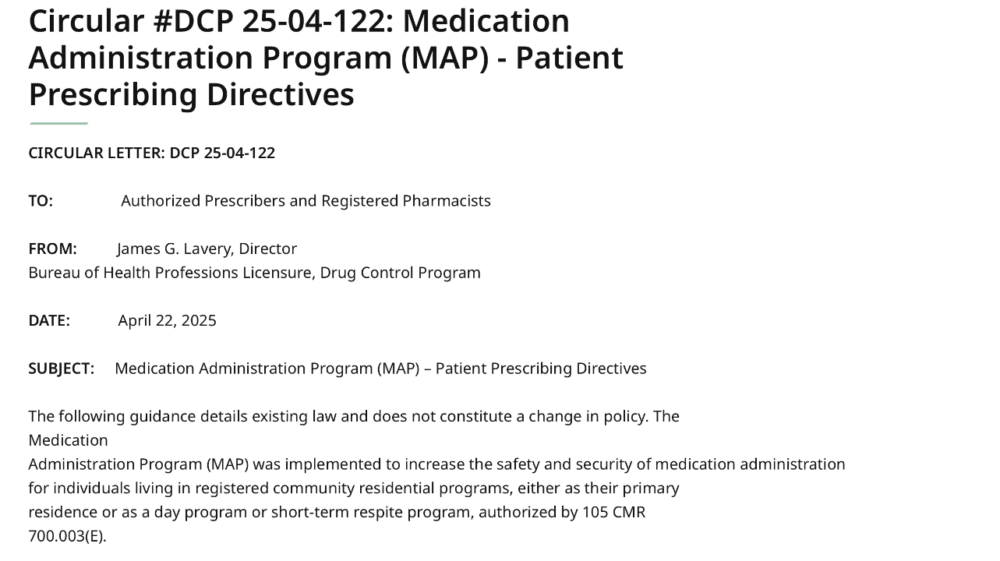 Circular #DCP 25-04-122: Medication
Administration Program (MAP) - Patient
Prescribing Directives
CIRCULAR LETTER: DCP 25-04-122
TO: Authorized Prescribers and Registered Pharmacists
FROM: James G. Lavery, Director
Bureau of Health Professions Licensure, Drug Control Program
DATE: April 22, 2025
SUBJECT: Medication Administration Program (MAP) – Patient Prescribing Directives
The following guidance details existing law and does not constitute a change in policy. The
Medication
Administration Program (MAP) was implemented to increase the safety and security of medication administration
for individuals living in registered community residential programs, either as their primary
residence or as a day program or short-term respite program, authorized by 105 CMR
700.003(E).